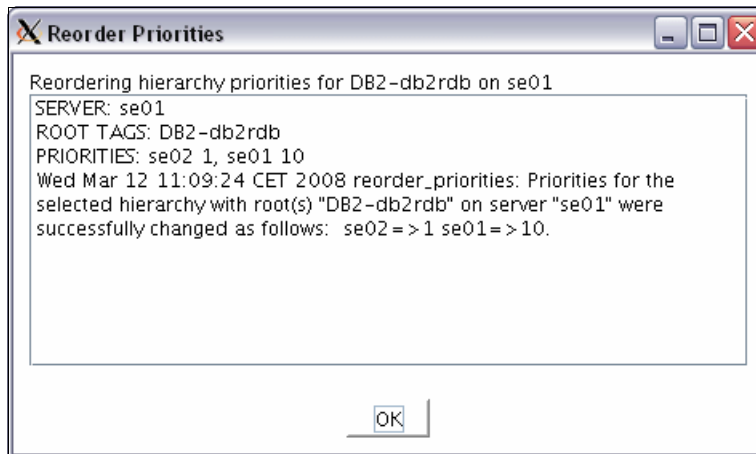 Reorder Priorities
Reordering hierarchy priorities for DB2-db2rdb on se01
SERVER: se01
ROOT TAGS: DB2-db2rdb
PRIORITIES: se02 1, se01 10
Wed Mar 12 11:09:24 CET 2008 reorder_priorities: Priorities for the
selected hierarchy with root(s) "DB2-db2rdb" on server "se01" were
successfully changed as follows:  se02=>1 se01=>10.
OK